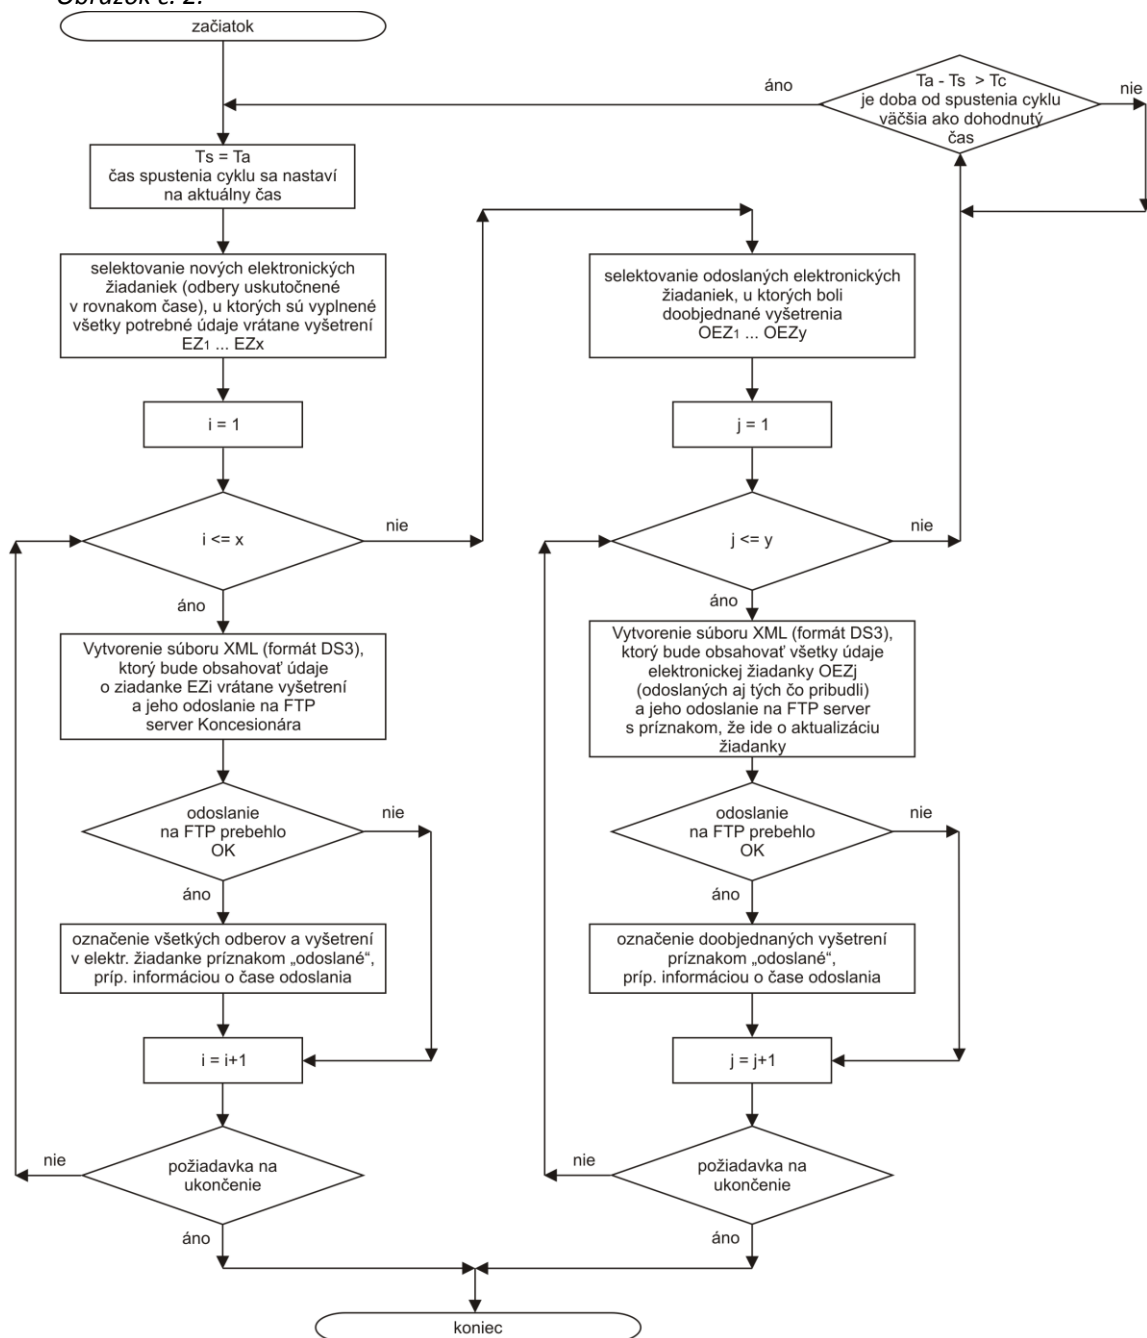 Obrázok č. 2:
začiatok
Ta - Ts > Tc
je doba od spustenia cyklu
väčšia ako dohodnutý
čas
áno
nie
Ts = Ta
čas spustenia cyklu sa nastaví
na aktuálny čas
selektovanie nových elektronických
žiadaniek (odbery uskutočnené
v rovnakom čase), u ktorých sú vyplnené
všetky potrebné údaje vrátane vyšetrení
EZ1 ... EZx
selektovanie odoslaných elektronických
žiadaniek, u ktorých boli
doobjednané vyšetrenia
OEZ1 ... OEZy
i = 1
j = 1
i <= x
nie
j <= y
nie
áno
áno
Vytvorenie súboru XML (formát DS3),
ktorý bude obsahovať údaje
o ziadanke EZi vrátane vyšetrení
a jeho odoslanie na FTP
server Koncesionára
Vytvorenie súboru XML (formát DS3),
ktorý bude obsahovať všetky údaje
elektronickej žiadanky OEZj
(odoslaných aj tých čo pribudli)
a jeho odoslanie na FTP server
s príznakom, že ide o aktualizáciu
žiadanky
odoslanie
na FTP prebehlo
OK
nie
odoslanie
na FTP prebehlo
OK
nie
áno
áno
označenie všetkých odberov a vyšetrení
v elektr. žiadanke príznakom „odoslané“,
príp. informáciou o čase odoslania
označenie doobjednaných vyšetrení
príznakom „odoslané“,
príp. informáciou o čase odoslania
i = i+1
j = j+1
nie
požiadavka na
ukončenie
nie
požiadavka na
ukončenie
áno
áno
koniec